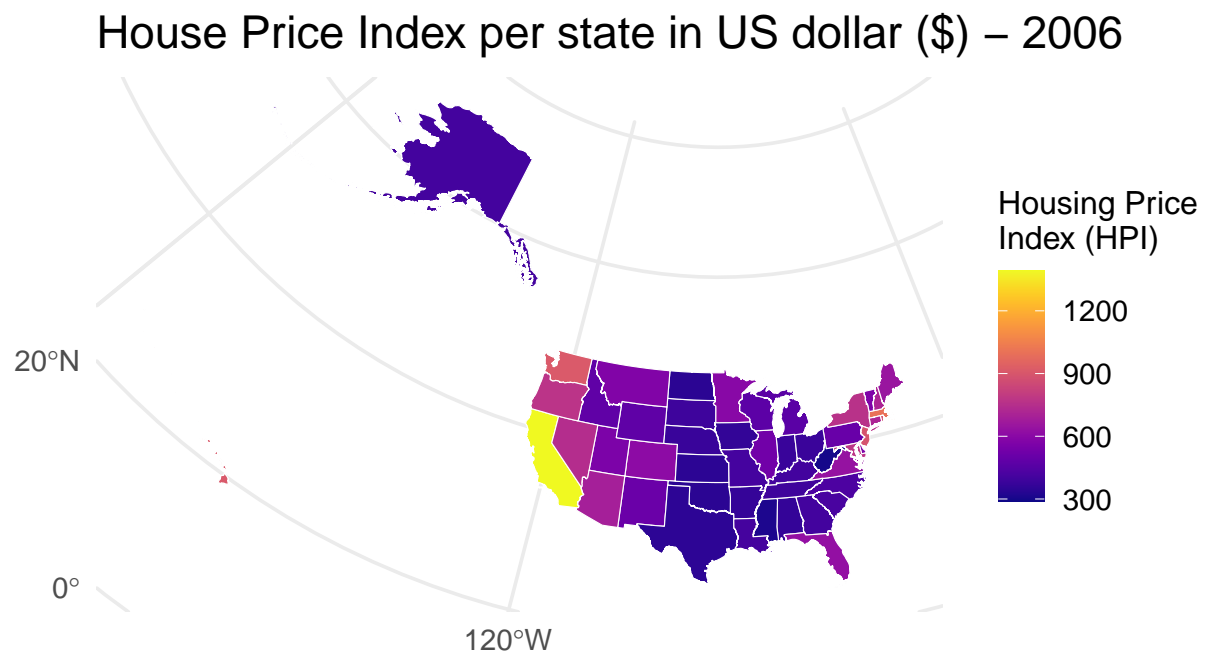 House Price Index per state in US dollar ($) – 2006
Housing Price
Index (HPI)
1200
900
600
300
20°N
0°
120°W